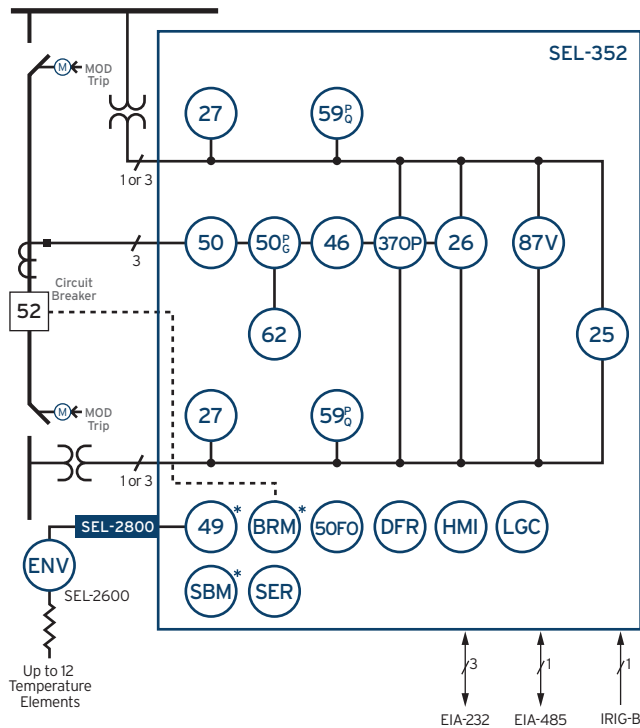 SEL-352
M
MOD
Trip
27
59P
Q
1 or 3
50
50P
G
46
37OP
26
87V
3
Circuit
Breaker
52
62
25
M
MOD
Trip
27
59P
Q
1 or 3
SEL-2800
49*
BRM*
50FO
DFR
HMI
LGC
ENV
SEL-2600
SBM*
SER
Up to 12
Temperature
Elements
3
1
1
EIA-232
EIA-485
IRIG-B